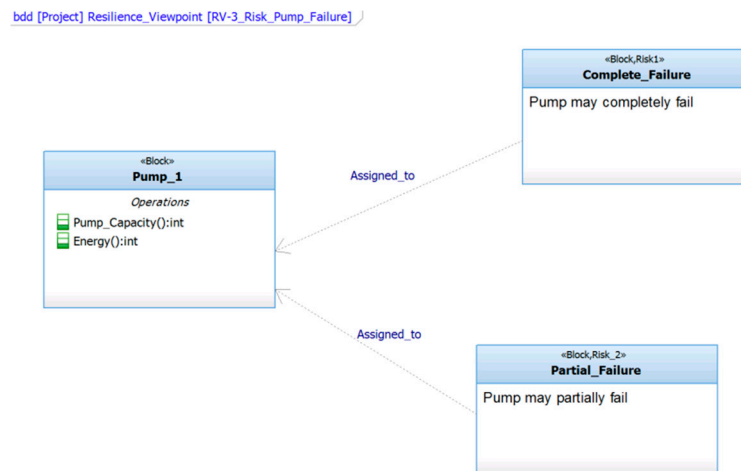 bdd [Project] Resilience_Viewpoint [RV-3_Risk_Pump_Failure]
«Block,Risk1»
Complete_Failure
Pump may completely fail
«Block»
Pump_1
Operations
Pump_Capacity():int
Energy():int
Assigned_to
Assigned_to
«Block,Risk_2»
Partial_Failure
Pump may partially fail